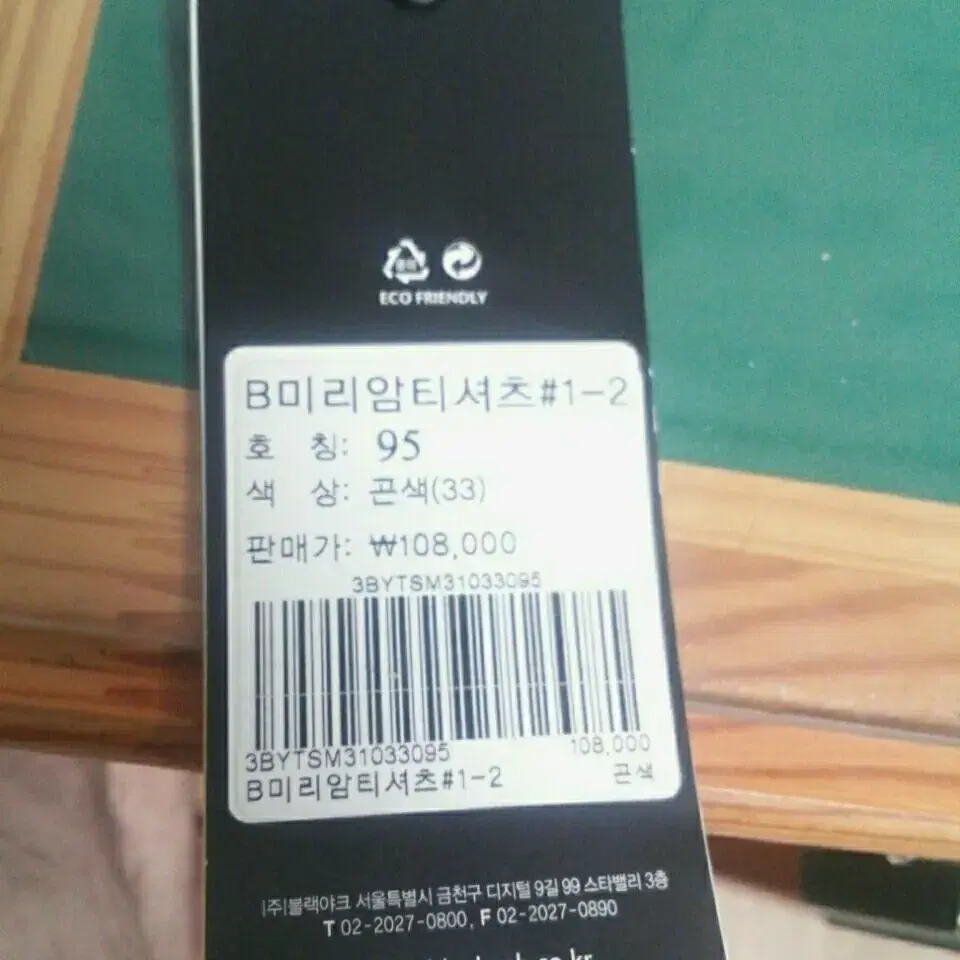 ECO FRIENDLY
B미리암티셔츠#1-2
호 칭: 95
색 상: 곤색(33)
판매가: ₩108,000
3BYTSM31033095
3BYTSM31033095 108,000
B미리암티셔츠#1-2 곤색
(주)블랙야크 서울특별시 금천구 디지털 9길 99 스타밸리 3층
T 02-2027-0800, F 02-2027-0890